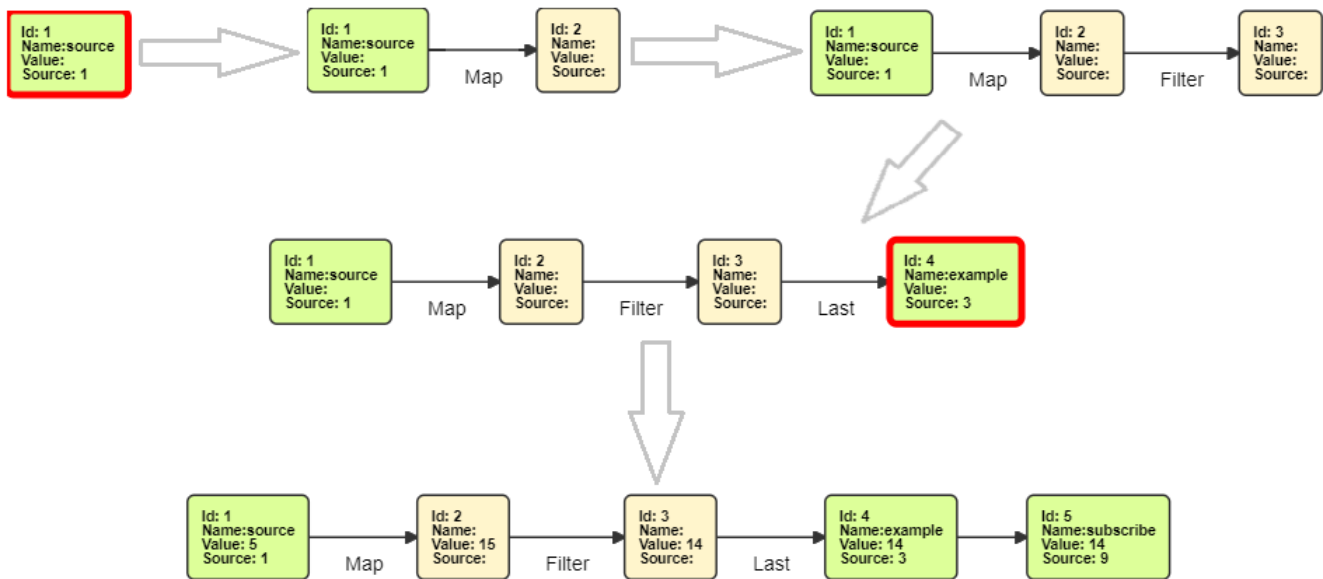 Id: 1
Name:source
Value:
Source: 1
Id: 1
Name:source
Value:
Source: 1
Map
Id: 2
Name:
Value:
Source:
Id: 1
Name:source
Value:
Source: 1
Map
Id: 2
Name:
Value:
Source:
Filter
Id: 3
Name:
Value:
Source:
Id: 1
Name:source
Value:
Source: 1
Map
Id: 2
Name:
Value:
Source:
Filter
Id: 3
Name:
Value:
Source:
Last
Id: 4
Name:example
Value:
Source: 3
Id: 1
Name:source
Value: 5
Source: 1
Map
Id: 2
Name:
Value: 15
Source:
Filter
Id: 3
Name:
Value: 14
Source:
Last
Id: 4
Name:example
Value: 14
Source: 3
Id: 5
Name:subscribe
Value: 14
Source: 9